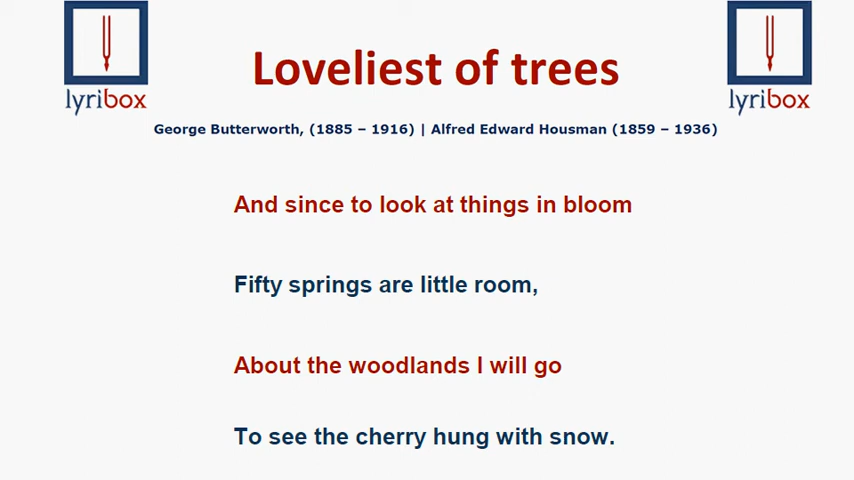 lyribox
Loveliest of trees
lyribox
George Butterworth, (1885 – 1916) | Alfred Edward Housman (1859 – 1936)
And since to look at things in bloom
Fifty springs are little room,
About the woodlands I will go
To see the cherry hung with snow.